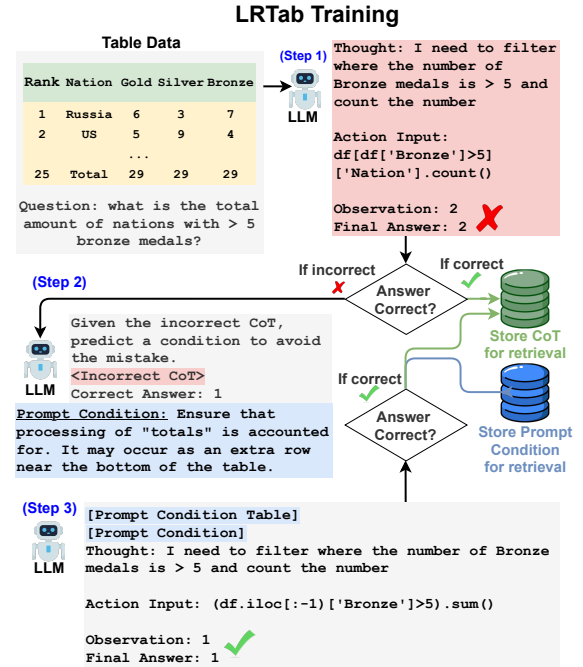 LRTab Training
Table Data
Rank Nation Gold Silver Bronze
1 Russia 6 3 7
2 US 5 9 4
...
25 Total 29 29 29
Question: what is the total
amount of nations with > 5
bronze medals?
(Step 1)
LLM
Thought: I need to filter
where the number of
Bronze medals is > 5 and
count the number
Action Input:
df[df['Bronze']>5]
['Nation'].count()
Observation: 2
Final Answer: 2
If incorrect
If correct
Answer
Correct?
Store CoT
for retrieval
(Step 2)
LLM
Given the incorrect CoT,
predict a condition to avoid
the mistake.
<Incorrect CoT>
Correct Answer: 1
Prompt Condition: Ensure that
processing of "totals" is accounted
for. It may occur as an extra row
near the bottom of the table.
If correct
Answer
Correct?
Store Prompt
Condition
for retrieval
(Step 3)
LLM
[Prompt Condition Table]
[Prompt Condition]
Thought: I need to filter where the number of Bronze
medals is > 5 and count the number
Action Input: (df.iloc[:-1)['Bronze']>5).sum()
Observation: 1
Final Answer: 1